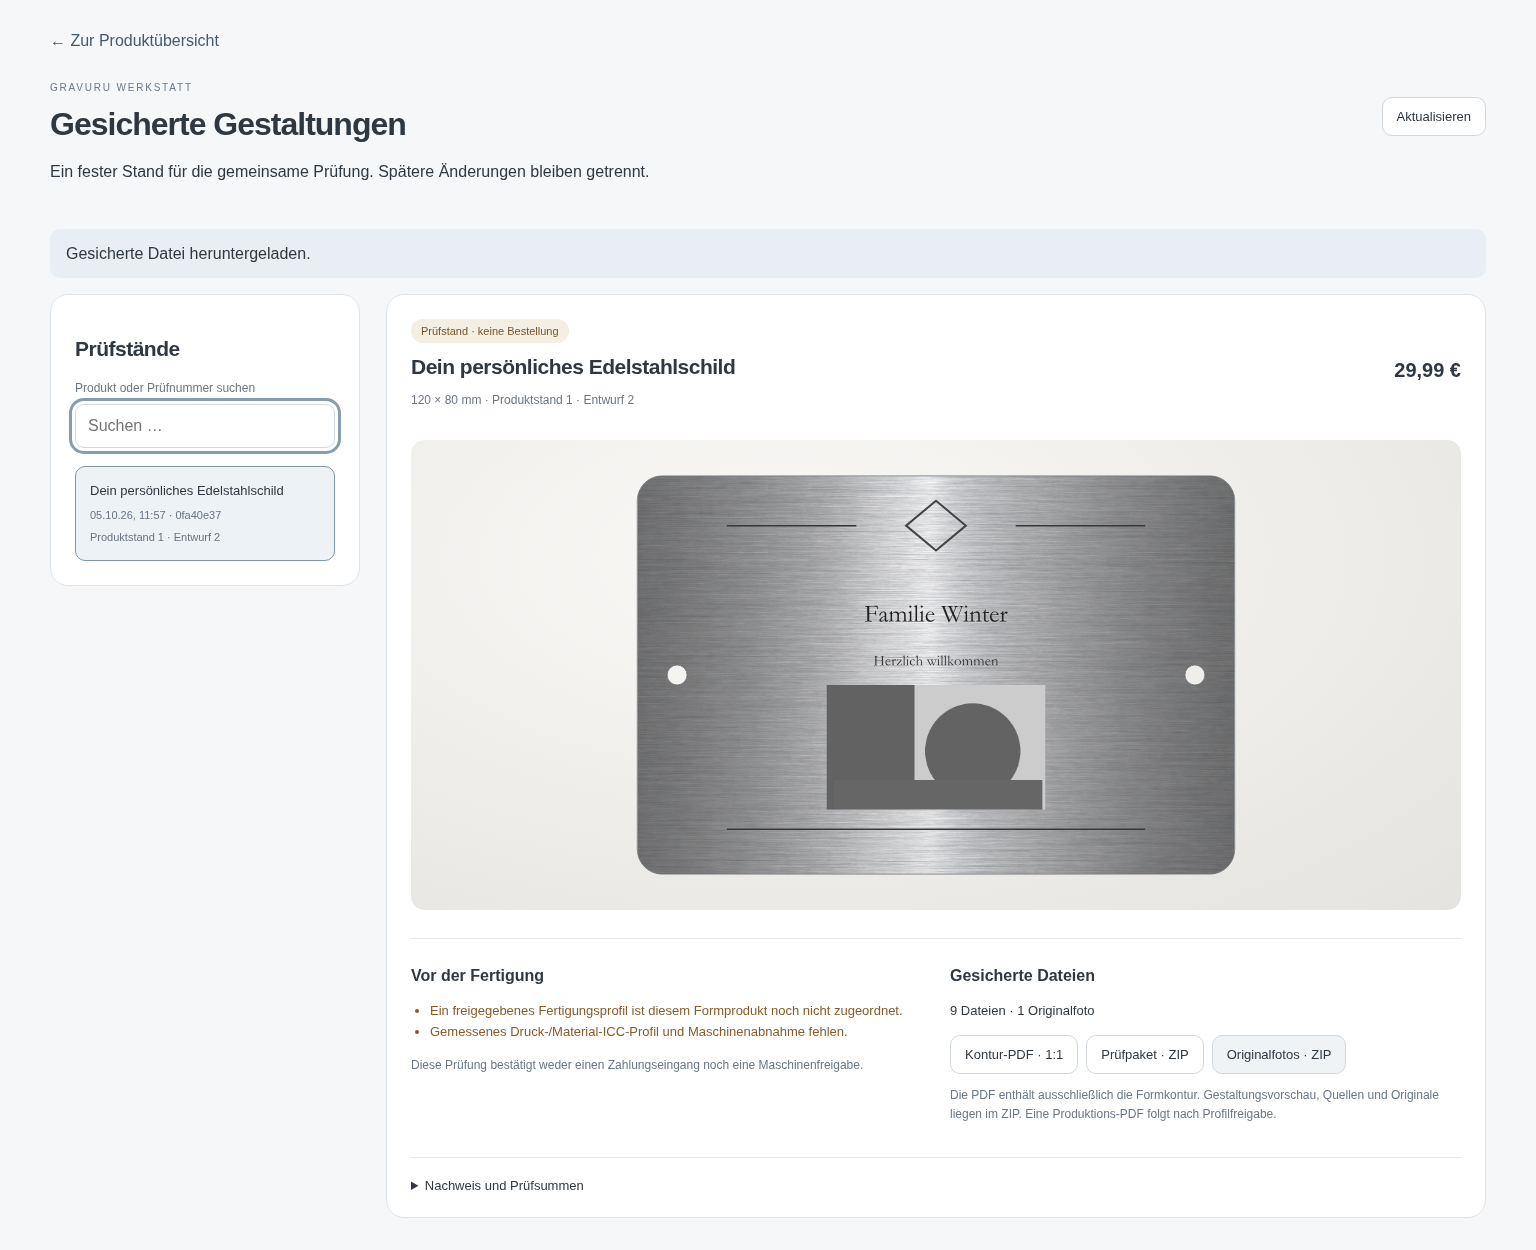 ← Zur Produktübersicht
GRAVURU WERKSTATT
Gesicherte Gestaltungen
Aktualisieren
Ein fester Stand für die gemeinsame Prüfung. Spätere Änderungen bleiben getrennt.
Gesicherte Datei heruntergeladen.
Prüfstände
Produkt oder Prüfnummer suchen
Suchen …
Dein persönliches Edelstahlschild
05.10.26, 11:57 · 0fa40e37
Produktstand 1 · Entwurf 2
Prüfstand · keine Bestellung
Dein persönliches Edelstahlschild
29,99 €
120 × 80 mm · Produktstand 1 · Entwurf 2
Familie Winter
Herzlich willkommen
Vor der Fertigung
• Ein freigegebenes Fertigungsprofil ist diesem Formprodukt noch nicht zugeordnet.
• Gemessenes Druck-/Material-ICC-Profil und Maschinenabnahme fehlen.
Diese Prüfung bestätigt weder einen Zahlungseingang noch eine Maschinenfreigabe.
Gesicherte Dateien
9 Dateien · 1 Originalfoto
Kontur-PDF · 1:1
Prüfpaket · ZIP
Originalfotos · ZIP
Die PDF enthält ausschließlich die Formkontur. Gestaltungsvorschau, Quellen und Originale
liegen im ZIP. Eine Produktions-PDF folgt nach Profilfreigabe.
▶ Nachweis und Prüfsummen